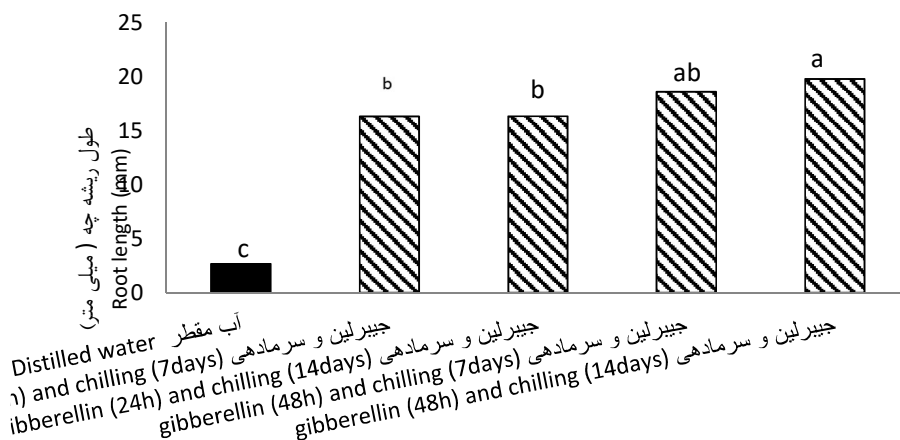 25
20
15
10
5
0
طول ریشه چه ( میلی متر)
Root length (mm)
c
b
b
ab
a
آب مقطر Distilled water
جیبرلین و سرمادهی h) and chilling (7days)
جیبرلین و سرمادهی ibberellin (24h) and chilling (14days)
جیبرلین و سرمادهی gibberellin (48h) and chilling (7days)
جیبرلین و سرمادهی gibberellin (48h) and chilling (14days)